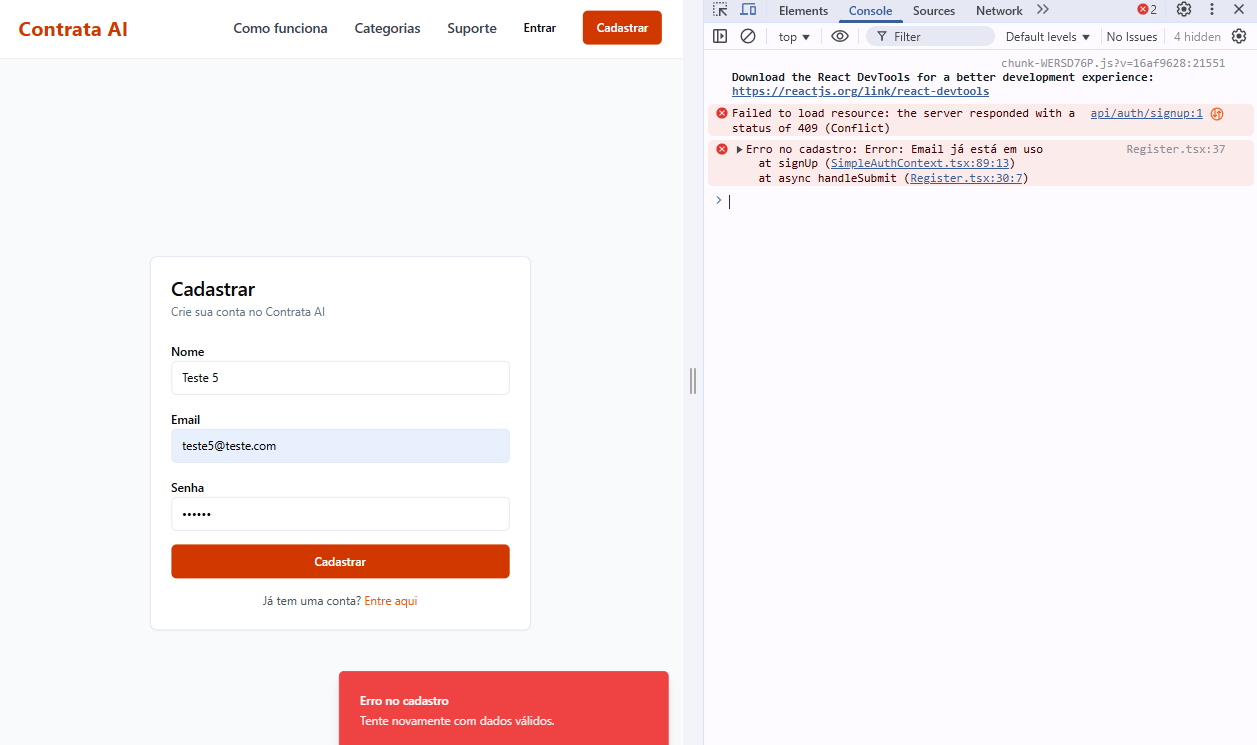 Contrata AI
Como funciona
Categorias
Suporte
Entrar
Cadastrar
Cadastrar
Crie sua conta no Contrata AI
Nome
Teste 5
Email
teste5@teste.com
Senha
••••••
Cadastrar
Já tem uma conta? Entre aqui
Erro no cadastro
Tente novamente com dados válidos.
Elements
Console
Sources
Network
2
top
Filter
Default levels
No Issues
4 hidden
chunk-WERSD76P.js?v=16af9628:21551
Download the React DevTools for a better development experience:
https://reactjs.org/link/react-devtools
Failed to load resource: the server responded with a api/auth/signup:1
status of 409 (Conflict)
Erro no cadastro: Error: Email já está em uso Register.tsx:37
at signUp (SimpleAuthContext.tsx:89:13)
at async handleSubmit (Register.tsx:30:7)